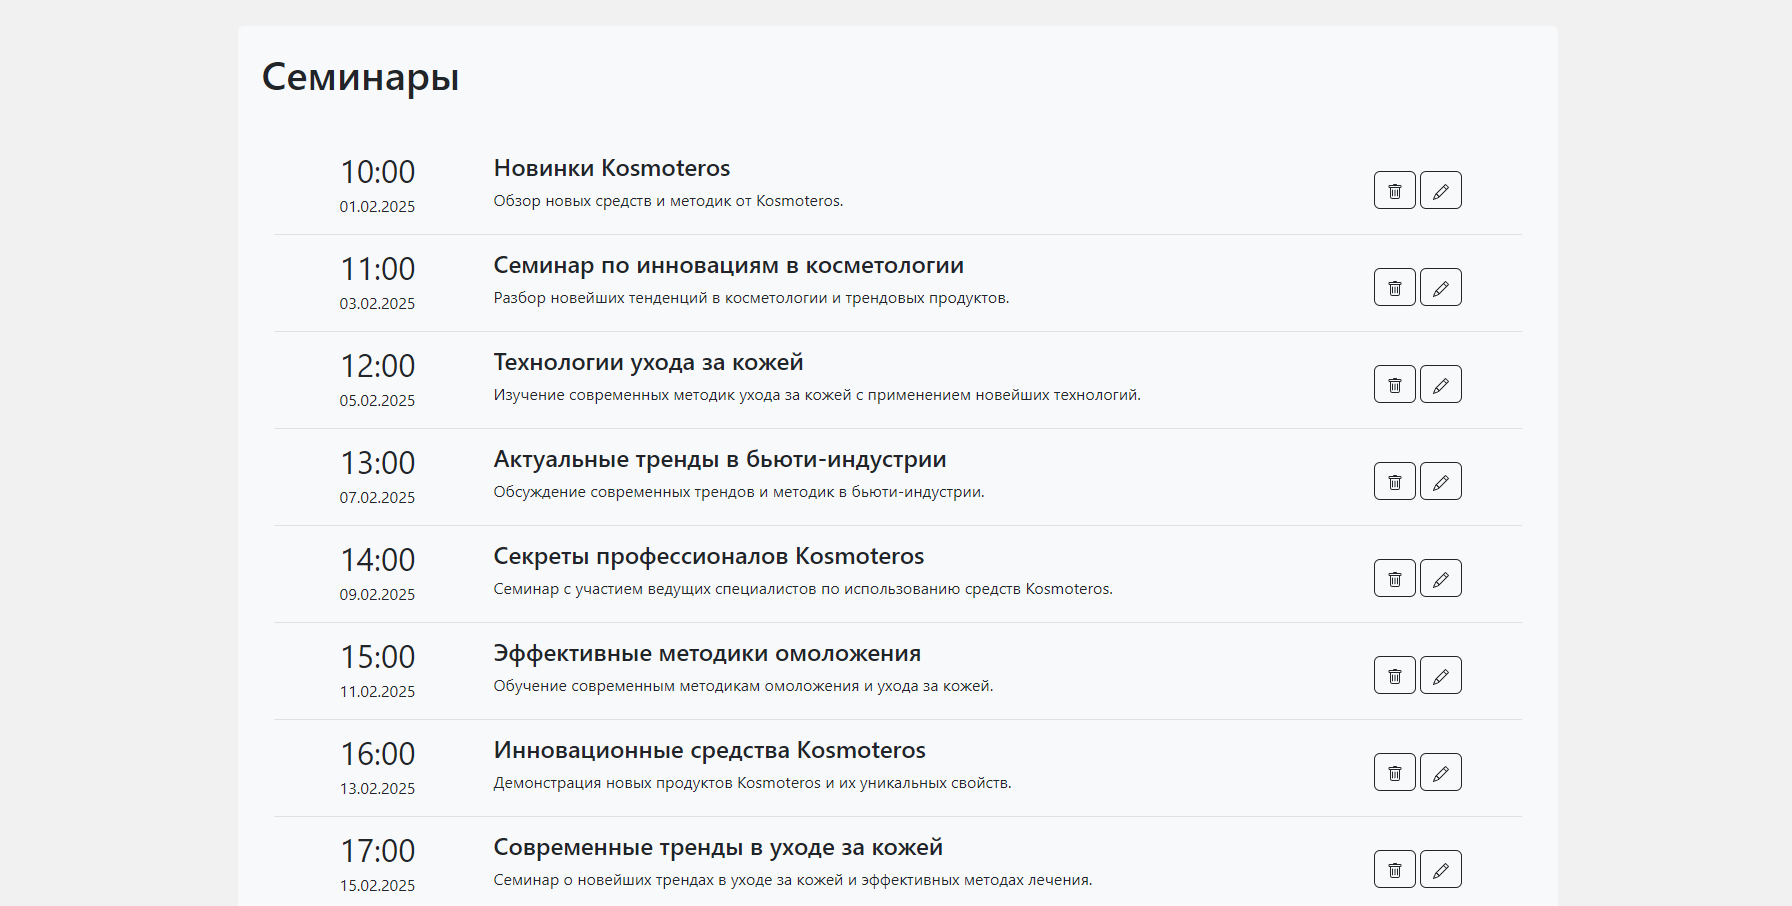 Семинары
10:00
01.02.2025
Новинки Kosmoteros
Обзор новых средств и методик от Kosmoteros.
11:00
03.02.2025
Семинар по инновациям в косметологии
Разбор новейших тенденций в косметологии и трендовых продуктов.
12:00
05.02.2025
Технологии ухода за кожей
Изучение современных методик ухода за кожей с применением новейших технологий.
13:00
07.02.2025
Актуальные тренды в бьюти-индустрии
Обсуждение современных трендов и методик в бьюти-индустрии.
14:00
09.02.2025
Секреты профессионалов Kosmoteros
Семинар с участием ведущих специалистов по использованию средств Kosmoteros.
15:00
11.02.2025
Эффективные методики омоложения
Обучение современным методикам омоложения и ухода за кожей.
16:00
13.02.2025
Инновационные средства Kosmoteros
Демонстрация новых продуктов Kosmoteros и их уникальных свойств.
17:00
15.02.2025
Современные тренды в уходе за кожей
Семинар о новейших трендах в уходе за кожей и эффективных методах лечения.